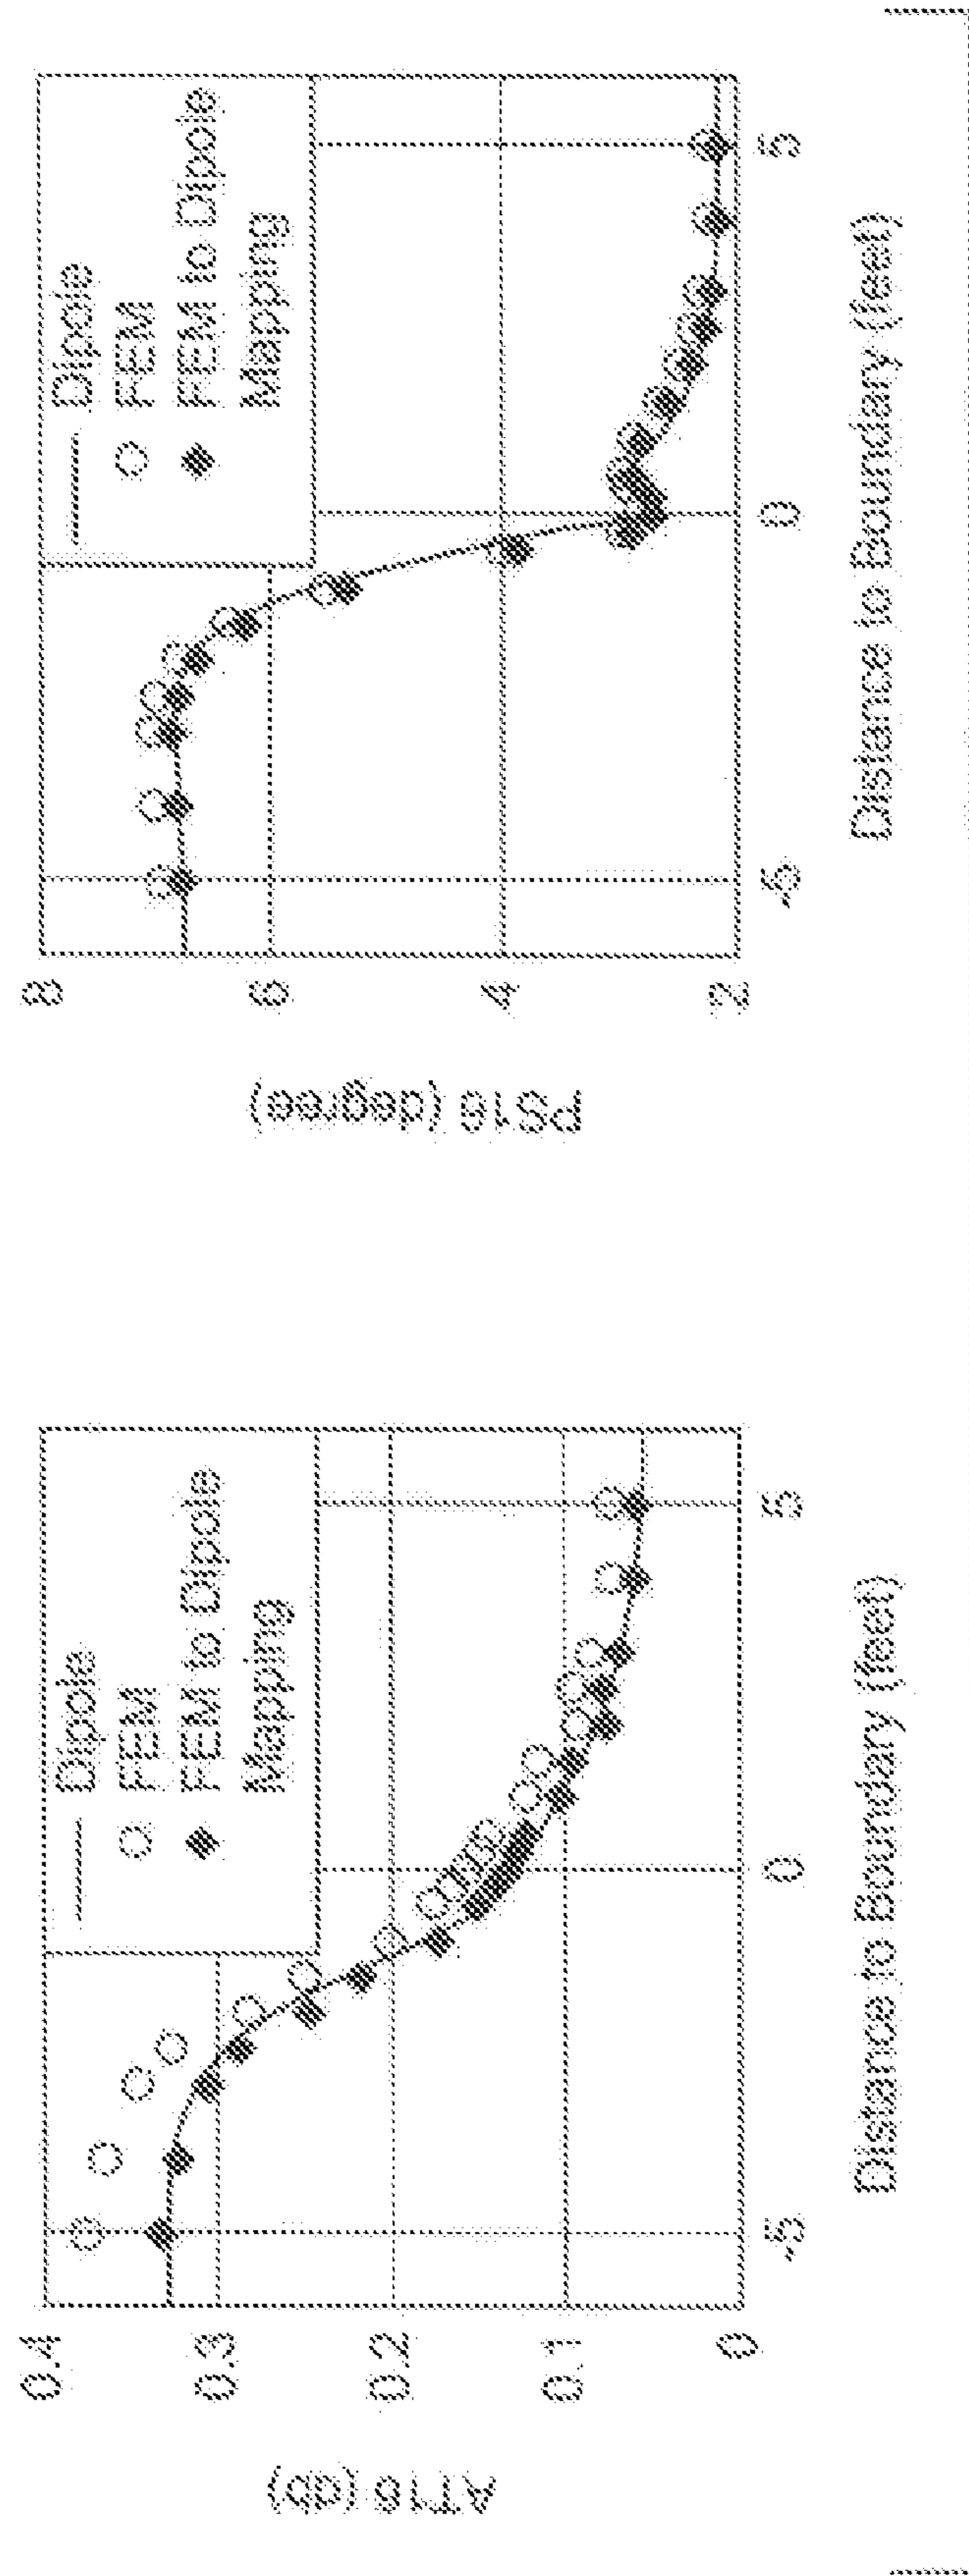 AT16 (db)
0.4
0.3
0.2
0.1
0
-5
0
5
Distance to Boundary (feet)
Dipole
FEM
FEM to Dipole
Mapping
PS16 (degree)
8
6
4
2
-5
0
5
Distance to Boundary (feet)
Dipole
FEM
FEM to Dipole
Mapping